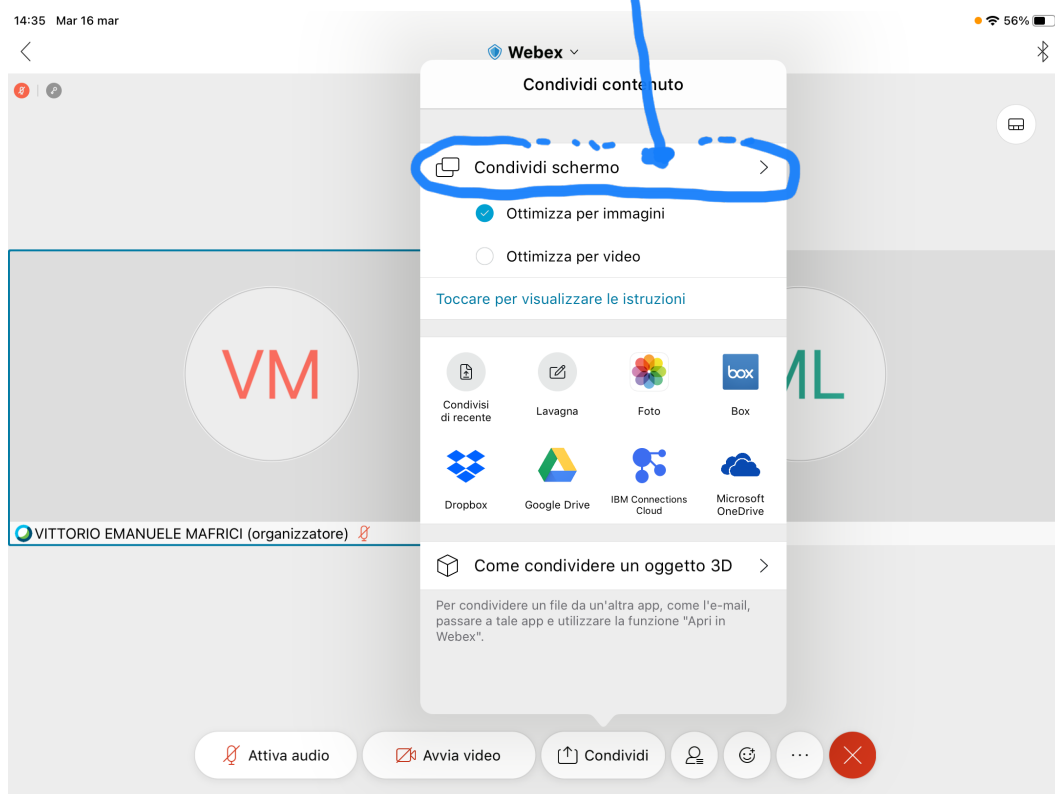 14:35 Mar 16 mar
56%
Webex
Condividi contenuto
Condividi schermo
Ottimizza per immagini
Ottimizza per video
Toccare per visualizzare le istruzioni
Condivisi
di recente
Lavagna
Foto
box
Box
Dropbox
Google Drive
IBM Connections
Cloud
Microsoft
OneDrive
VM
ML
VITTORIO EMANUELE MAFRICI (organizzatore)
Come condividere un oggetto 3D
Per condividere un file da un'altra app, come l'e-mail,
passare a tale app e utilizzare la funzione "Apri in
Webex".
Attiva audio
Avvia video
Condividi